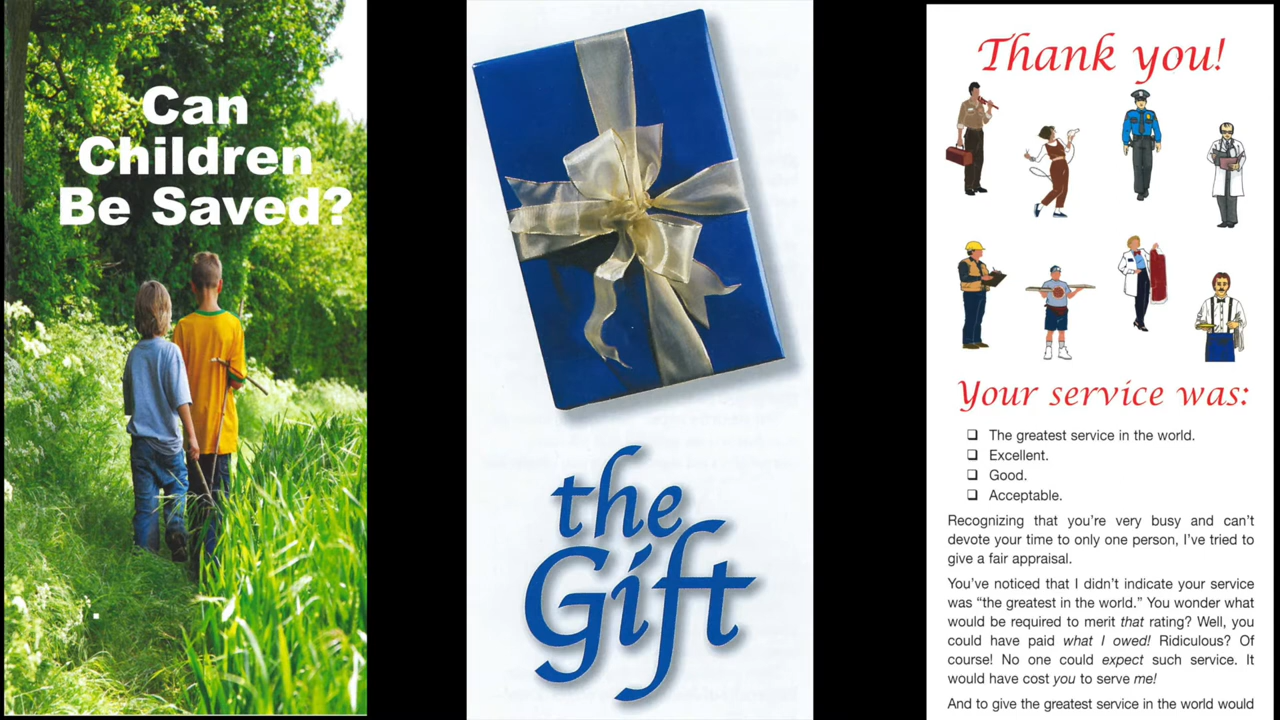 Can
Children
Be Saved?
the
Gift
Thank you!
Your service was:
❑ The greatest service in the world.
❑ Excellent.
❑ Good.
❑ Acceptable.
Recognizing that you’re very busy and can’t
devote your time to only one person, I’ve tried to
give a fair appraisal.
You’ve noticed that I didn’t indicate your service
was “the greatest in the world.” You wonder what
would be required to merit that rating? Well, you
could have paid what I owed! Ridiculous? Of
course! No one could expect such service. It
would have cost you to serve me!
And to give the greatest service in the world would